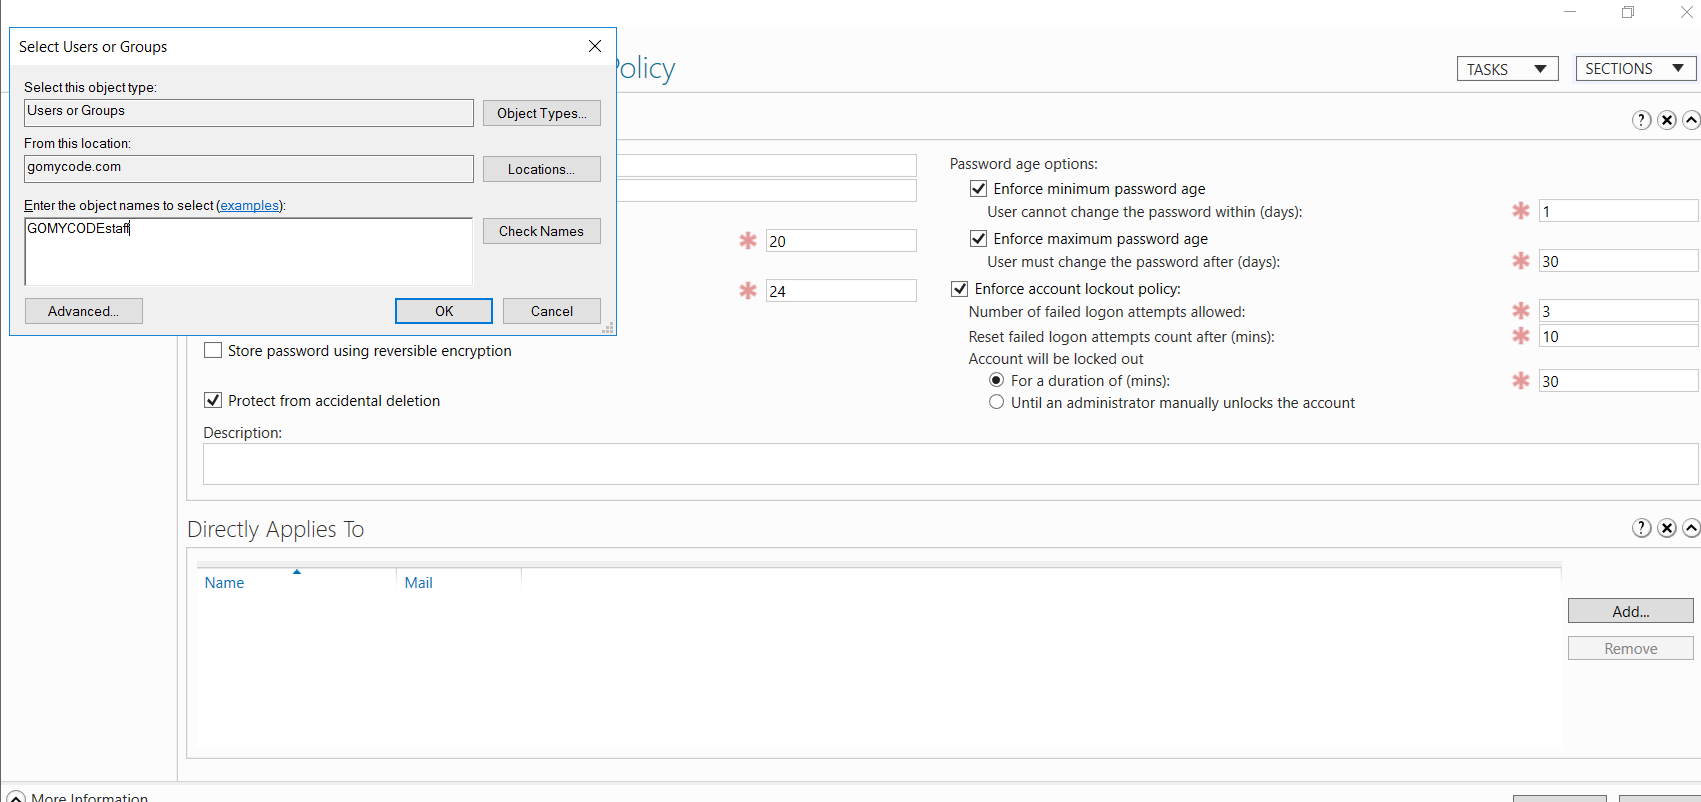 Select Users or Groups
Select this object type:
Users or Groups
Object Types...
From this location:
gomycode.com
Locations...
Enter the object names to select (examples):
GOMYCODEstaff
Check Names
Advanced...
OK
Cancel
Policy
TASKS
SECTIONS
20
24
Store password using reversible encryption
Protect from accidental deletion
Password age options:
Enforce minimum password age
User cannot change the password within (days):
* 1
Enforce maximum password age
User must change the password after (days):
* 30
Enforce account lockout policy:
Number of failed logon attempts allowed:
* 3
Reset failed logon attempts count after (mins):
* 10
Account will be locked out
For a duration of (mins):
* 30
Until an administrator manually unlocks the account
Description:
Directly Applies To
Name
Mail
Add...
Remove
More Information